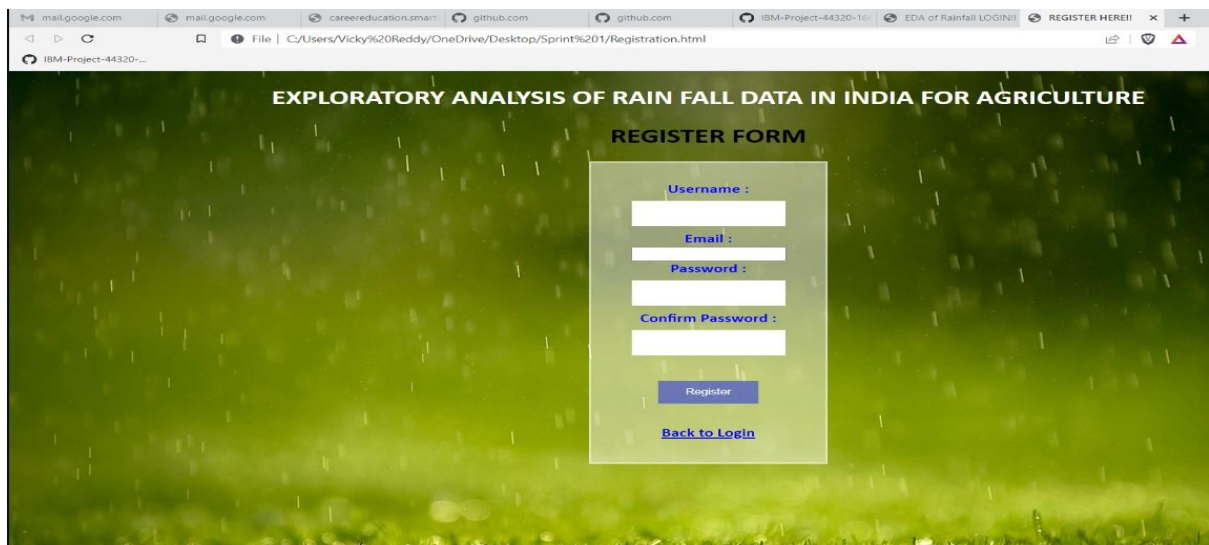 mail.google.com mail.google.com careereducation.smart github.com github.com IBM-Project-44320-16 EDA of Rainfall LOGIN!! REGISTER HERE!! × +
File | C:/Users/Vicky%20Reddy/OneDrive/Desktop/Sprint%201/Registration.html
IBM-Project-44320-...
EXPLORATORY ANALYSIS OF RAIN FALL DATA IN INDIA FOR AGRICULTURE
REGISTER FORM
Username :
Email :
Password :
Confirm Password :
Register
Back to Login